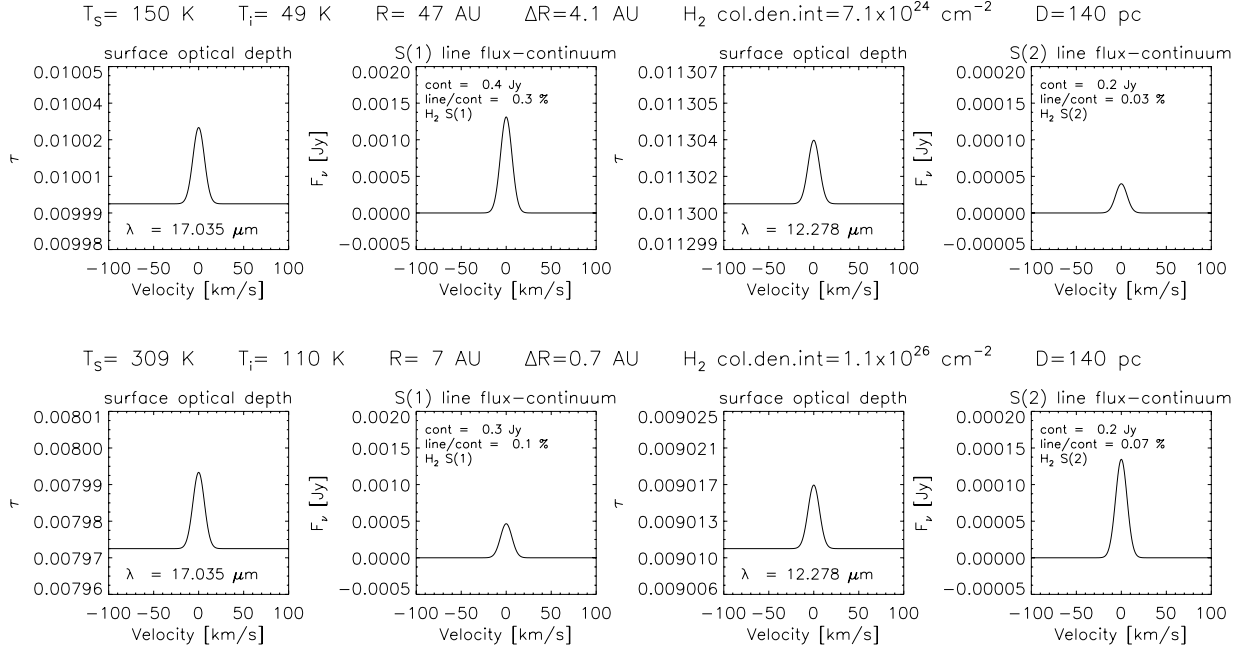 T_S= 150 K T_i= 49 K R= 47 AU ΔR=4.1 AU H₂ col.den.int=7.1x10²⁴ cm⁻² D=140 pc
surface optical depth
0.01005
0.01004
0.01002
0.01001
0.00999
0.00998
τ
λ = 17.035 μm
−100 −50 0 50 100
Velocity [km/s]
S(1) line flux−continuum
0.0020
0.0015
0.0010
0.0005
0.0000
−0.0005
F_ν [Jy]
cont = 0.4 Jy
line/cont = 0.3 %
H₂ S(1)
−100 −50 0 50 100
Velocity [km/s]
surface optical depth
0.011307
0.011305
0.011304
0.011302
0.011300
0.011299
τ
λ = 12.278 μm
−100 −50 0 50 100
Velocity [km/s]
S(2) line flux−continuum
0.00020
0.00015
0.00010
0.00005
0.00000
−0.00005
F_ν [Jy]
cont = 0.2 Jy
line/cont = 0.03 %
H₂ S(2)
−100 −50 0 50 100
Velocity [km/s]
T_S= 309 K T_i= 110 K R= 7 AU ΔR=0.7 AU H₂ col.den.int=1.1x10²⁶ cm⁻² D=140 pc
surface optical depth
0.00801
0.00800
0.00799
0.00798
0.00797
0.00796
τ
λ = 17.035 μm
−100 −50 0 50 100
Velocity [km/s]
S(1) line flux−continuum
0.0020
0.0015
0.0010
0.0005
0.0000
−0.0005
F_ν [Jy]
cont = 0.3 Jy
line/cont = 0.1 %
H₂ S(1)
−100 −50 0 50 100
Velocity [km/s]
surface optical depth
0.009025
0.009021
0.009017
0.009013
0.009010
0.009006
τ
λ = 12.278 μm
−100 −50 0 50 100
Velocity [km/s]
S(2) line flux−continuum
0.00020
0.00015
0.00010
0.00005
0.00000
−0.00005
F_ν [Jy]
cont = 0.2 Jy
line/cont = 0.07 %
H₂ S(2)
−100 −50 0 50 100
Velocity [km/s]